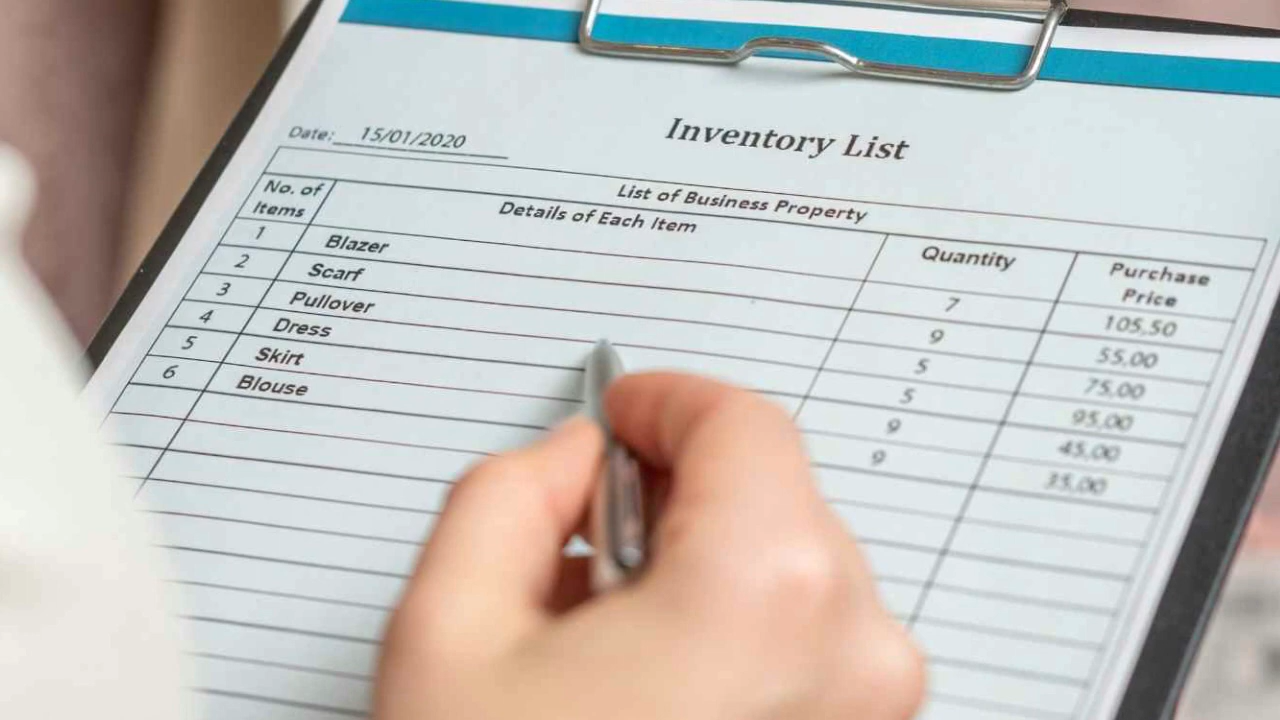 Inventory List
Date: 15/01/2020
List of Business Property
No. of Items Details of Each Item Quantity Purchase Price
1 Blazer 7 105,50
2 Scarf 9 55,00
3 Pullover 5 75,00
4 Dress 5 95,00
5 Skirt 9 45,00
6 Blouse 9 35,00